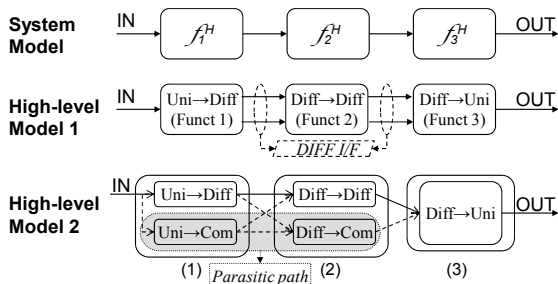 System Model IN f₁ᴴ f₂ᴴ f₃ᴴ OUT
High-level Model 1 IN Uni→Diff (Funct 1) Diff→Diff (Funct 2) Diff→Uni (Funct 3) OUT
DIFF I/F
High-level Model 2 IN Uni→Diff Diff→Diff Diff→Uni OUT
Uni→Com Diff→Com
(1) (2) (3)
Parasitic path